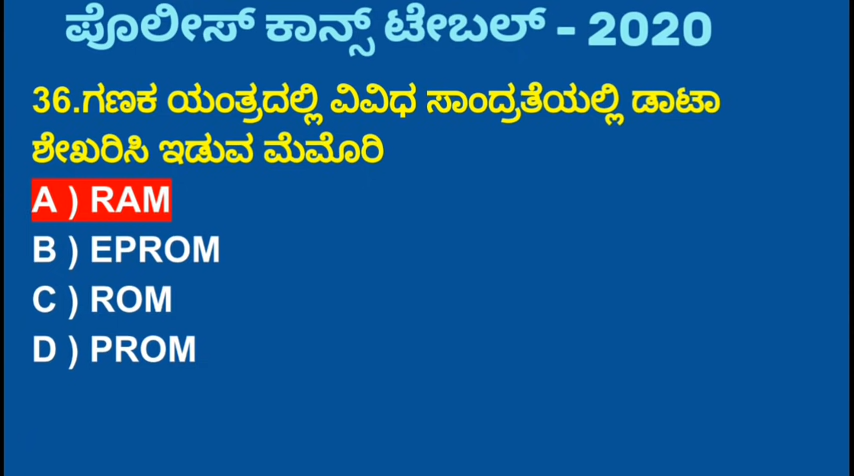 ಪೊಲೀಸ್ ಕಾನ್ಸ್ ಟೇಬಲ್ - 2020
36.ಗಣಕ ಯಂತ್ರದಲ್ಲಿ ವಿವಿಧ ಸಾಂದ್ರತೆಯಲ್ಲಿ ಡಾಟಾ
ಶೇಖರಿಸಿ ಇಡುವ ಮೆಮೊರಿ
A ) RAM
B ) EPROM
C ) ROM
D ) PROM